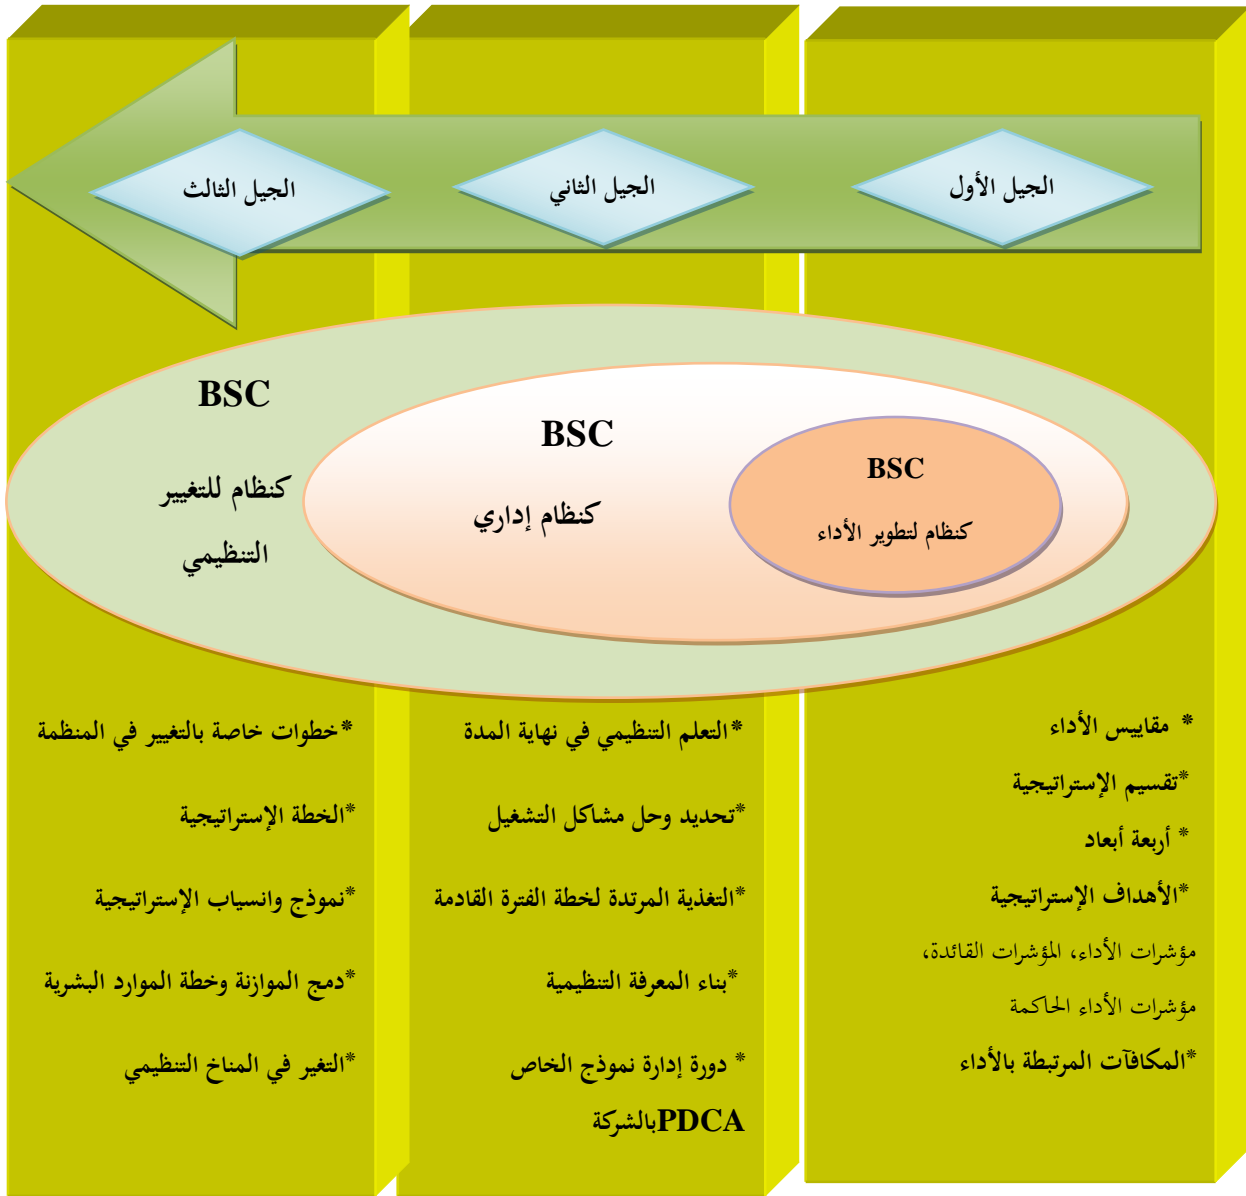 الجيل الأول
الجيل الثاني
الجيل الثالث
BSC
كنظام لتطوير الأداء
BSC
كنظام إداري
BSC
كنظام للتغيير
التنظيمي
* مقاييس الأداء
*تقسيم الإستراتيجية
* أربعة أبعاد
*الأهداف الإستراتيجية
مؤشرات الأداء، المؤشرات القائدة،
مؤشرات الأداء الحاكمة
*المكافآت المرتبطة بالأداء
*التعلم التنظيمي في نهاية المدة
*تحديد وحل مشاكل التشغيل
*التغذية المرتدة لخطة الفترة القادمة
*بناء المعرفة التنظيمية
* دورة إدارة نموذج الخاص
PDCAبالشركة
*خطوات خاصة بالتغيير في المنظمة
*الخطة الإستراتيجية
*نموذج وانسياب الإستراتيجية
*دمج الموازنة وخطة الموارد البشرية
*التغير في المناخ التنظيمي